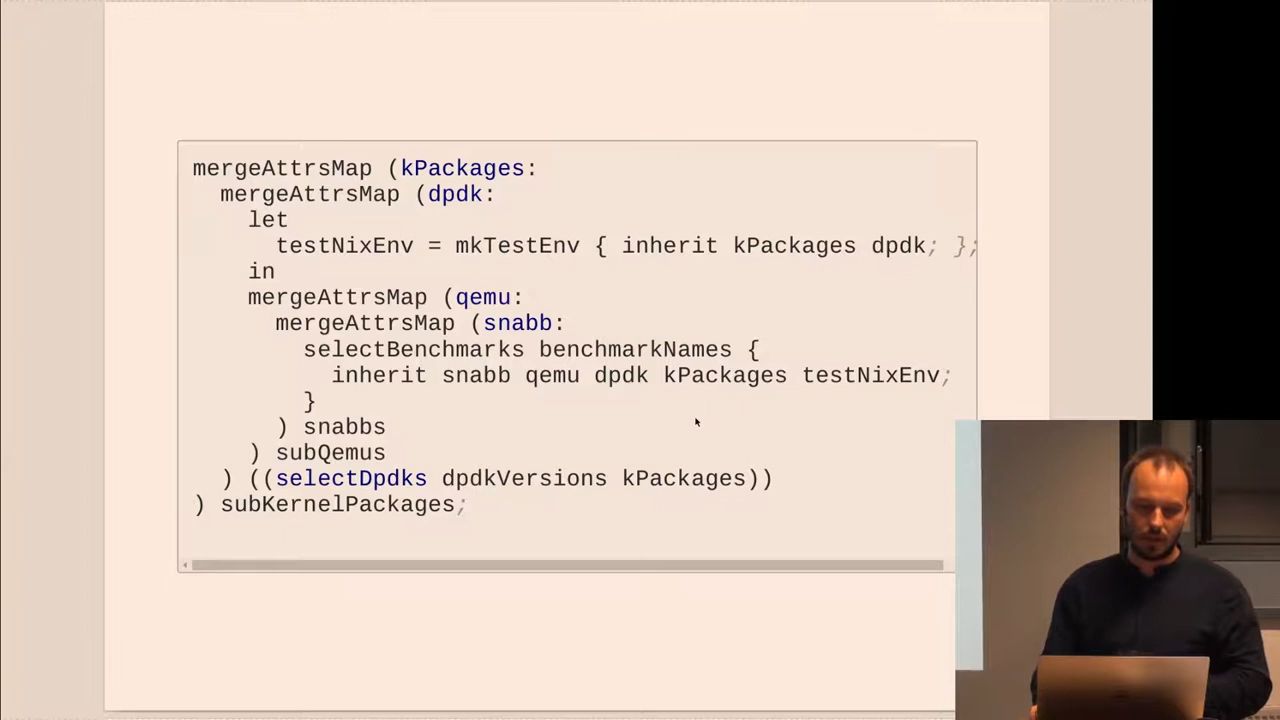 mergeAttrsMap (kPackages:
  mergeAttrsMap (dpdk:
    let
      testNixEnv = mkTestEnv { inherit kPackages dpdk; };
    in
    mergeAttrsMap (qemu:
      mergeAttrsMap (snabb:
        selectBenchmarks benchmarkNames {
          inherit snabb qemu dpdk kPackages testNixEnv;
        }
      ) snabbs
    ) subQemus
  ) ((selectDpdks dpdkVersions kPackages))
) subKernelPackages;